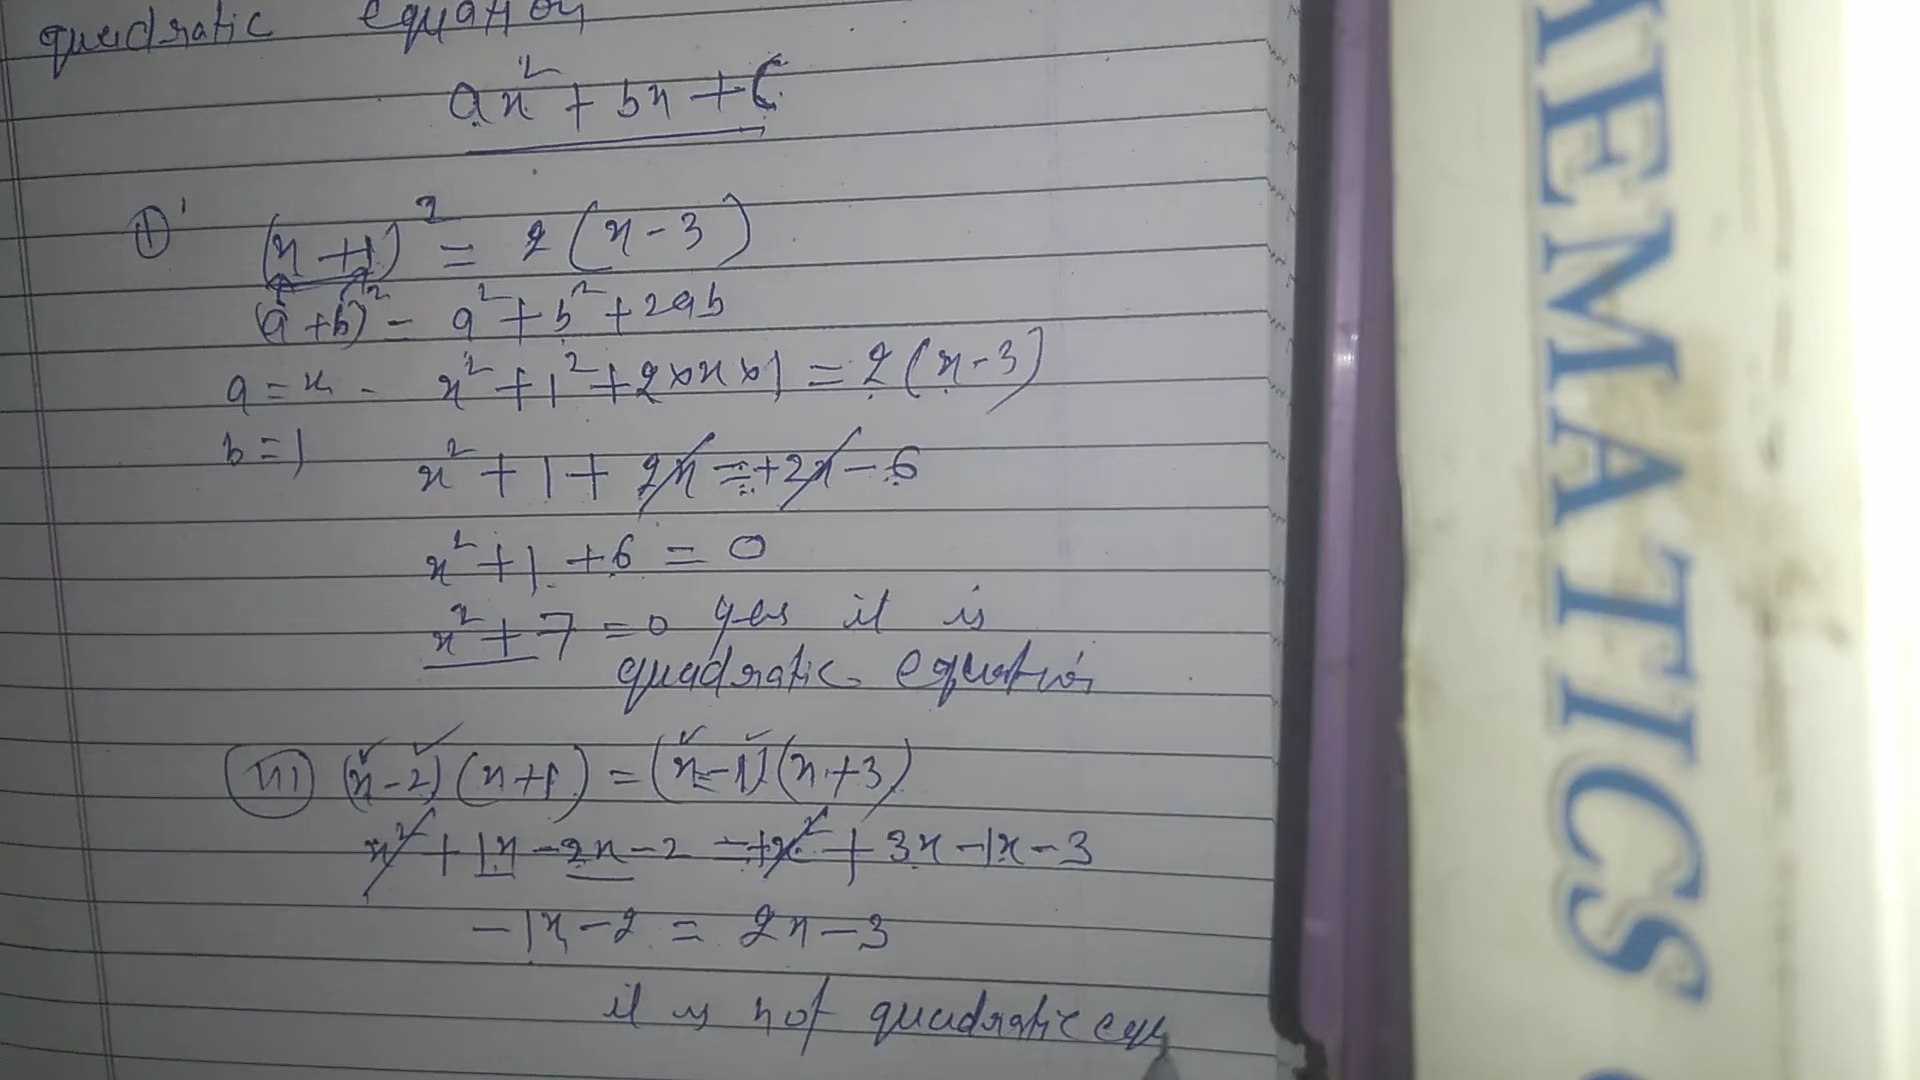 quadratic equation
ax² + bx + C
① (x + 1)² = 2 (x - 3)
(a + b)² = a² + b² + 2ab
a = x - x² + 1² + 2 × x × 1 = 2 (x - 3)
b = 1 x² + 1 + 2x = +2x - 6
x² + 1 + 6 = 0
x² + 7 = 0 yes it is
quadratic equation
(iii) (x - 2) (x + 1) = (x - 1) (x + 3)
x² + 1x - 2x - 2 = +x² + 3x - 1x - 3
- 1x - 2 = 2x - 3
it is not quadratic equ
EMATICS